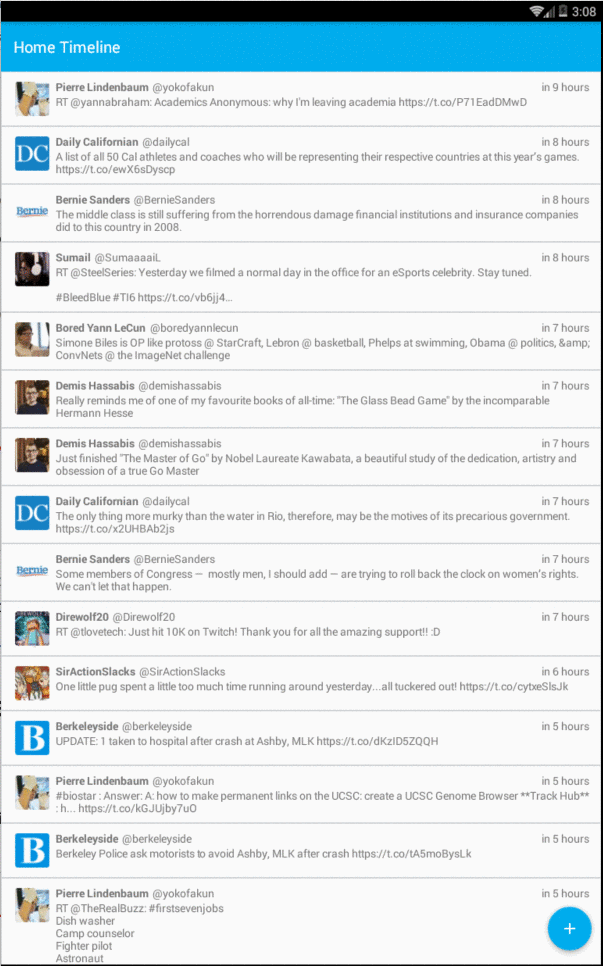 3:08
Home Timeline
Pierre Lindenbaum @yokofakun in 9 hours
RT @yannabraham: Academics Anonymous: why I'm leaving academia https://t.co/P71EadDMwD
DC
Daily Californian @dailycal in 8 hours
A list of all 50 Cal athletes and coaches who will be representing their respective countries at this year's games.
https://t.co/ewX6sDyscp
Bernie
Bernie Sanders @BernieSanders in 8 hours
The middle class is still suffering from the horrendous damage financial institutions and insurance companies
did to this country in 2008.
Sumail @SumaaaaiL in 8 hours
RT @SteelSeries: Yesterday we filmed a normal day in the office for an eSports celebrity. Stay tuned.
#BleedBlue #TI6 https://t.co/vb6jj4…
Bored Yann LeCun @boredyannlecun in 7 hours
Simone Biles is OP like protoss @ StarCraft, Lebron @ basketball, Phelps at swimming, Obama @ politics, &amp;
ConvNets @ the ImageNet challenge
Demis Hassabis @demishassabis in 7 hours
Really reminds me of one of my favourite books of all-time: "The Glass Bead Game" by the incomparable
Hermann Hesse
Demis Hassabis @demishassabis in 7 hours
Just finished "The Master of Go" by Nobel Laureate Kawabata, a beautiful study of the dedication, artistry and
obsession of a true Go Master
DC
Daily Californian @dailycal in 7 hours
The only thing more murky than the water in Rio, therefore, may be the motives of its precarious government.
https://t.co/x2UHBAb2js
Bernie
Bernie Sanders @BernieSanders in 7 hours
Some members of Congress — mostly men, I should add — are trying to roll back the clock on women's rights.
We can't let that happen.
Direwolf20 @Direwolf20 in 7 hours
RT @tlovetech: Just hit 10K on Twitch! Thank you for all the amazing support!! :D
SirActionSlacks @SirActionSlacks in 6 hours
One little pug spent a little too much time running around yesterday...all tuckered out! https://t.co/cytxeSlsJk
B
Berkeleyside @berkeleyside in 5 hours
UPDATE: 1 taken to hospital after crash at Ashby, MLK https://t.co/dKzID5ZQQH
Pierre Lindenbaum @yokofakun in 5 hours
#biostar : Answer: A: how to make permanent links on the UCSC: create a UCSC Genome Browser **Track Hub**
: h... https://t.co/kGJUjby7uO
B
Berkeleyside @berkeleyside in 5 hours
Berkeley Police ask motorists to avoid Ashby, MLK after crash https://t.co/tA5moBysLk
Pierre Lindenbaum @yokofakun in 5 hours
RT @TheRealBuzz: #firstsevenjobs
Dish washer
Camp counselor
Fighter pilot
Astronaut